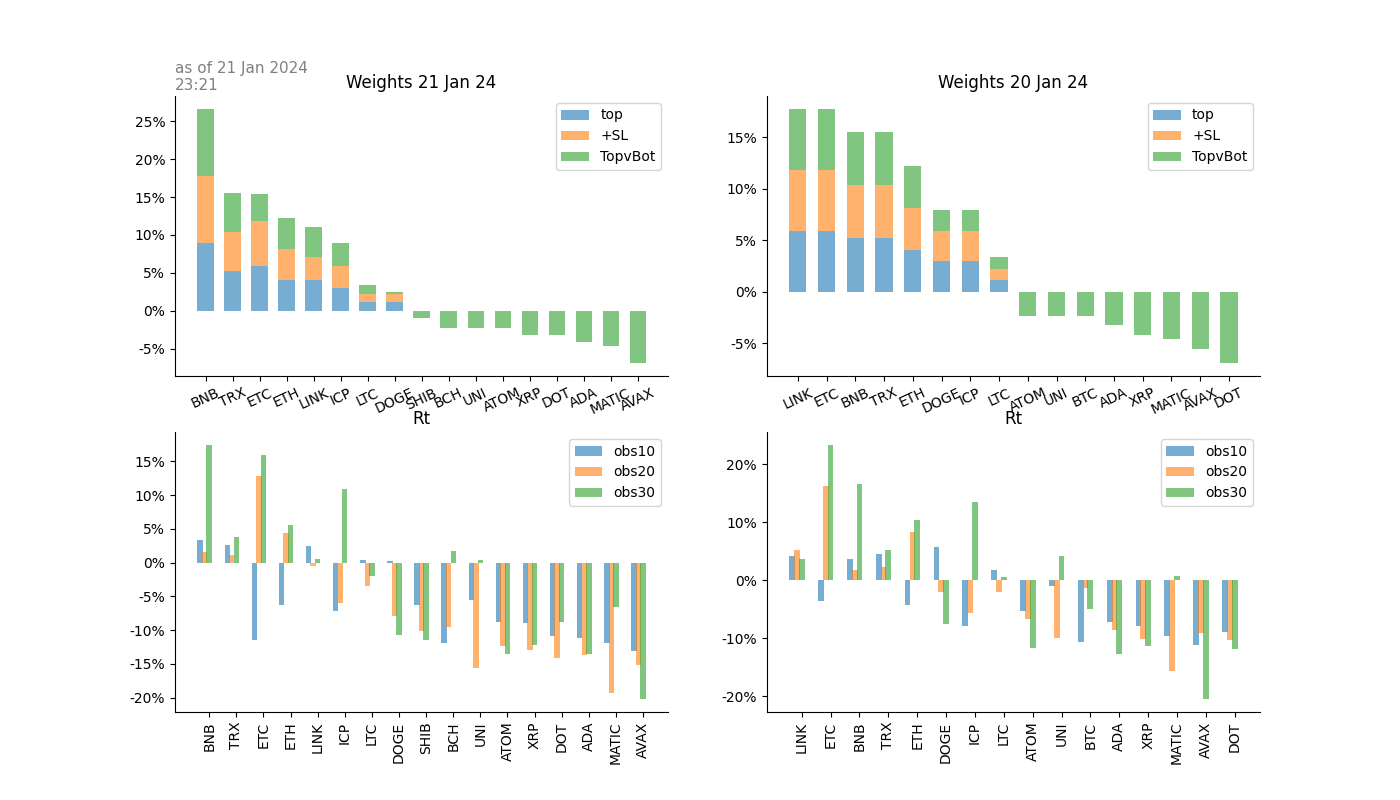 as of 21 Jan 2024
23:21
Weights 21 Jan 24
25%
20%
15%
10%
5%
0%
-5%
top
+SL
TopvBot
BNB TRX ETC ETH LINK ICP LTC DOGE SHIB BCH UNI ATOM XRP DOT ADA MATIC AVAX
Weights 20 Jan 24
15%
10%
5%
0%
-5%
top
+SL
TopvBot
LINK ETC BNB TRX ETH DOGE ICP LTC ATOM UNI BTC ADA XRP MATIC AVAX DOT
Rt
15%
10%
5%
0%
-5%
-10%
-15%
-20%
obs10
obs20
obs30
BNB TRX ETC ETH LINK ICP LTC DOGE SHIB BCH UNI ATOM XRP DOT ADA MATIC AVAX
Rt
20%
10%
0%
-10%
-20%
obs10
obs20
obs30
LINK ETC BNB TRX ETH DOGE ICP LTC ATOM UNI BTC ADA XRP MATIC AVAX DOT